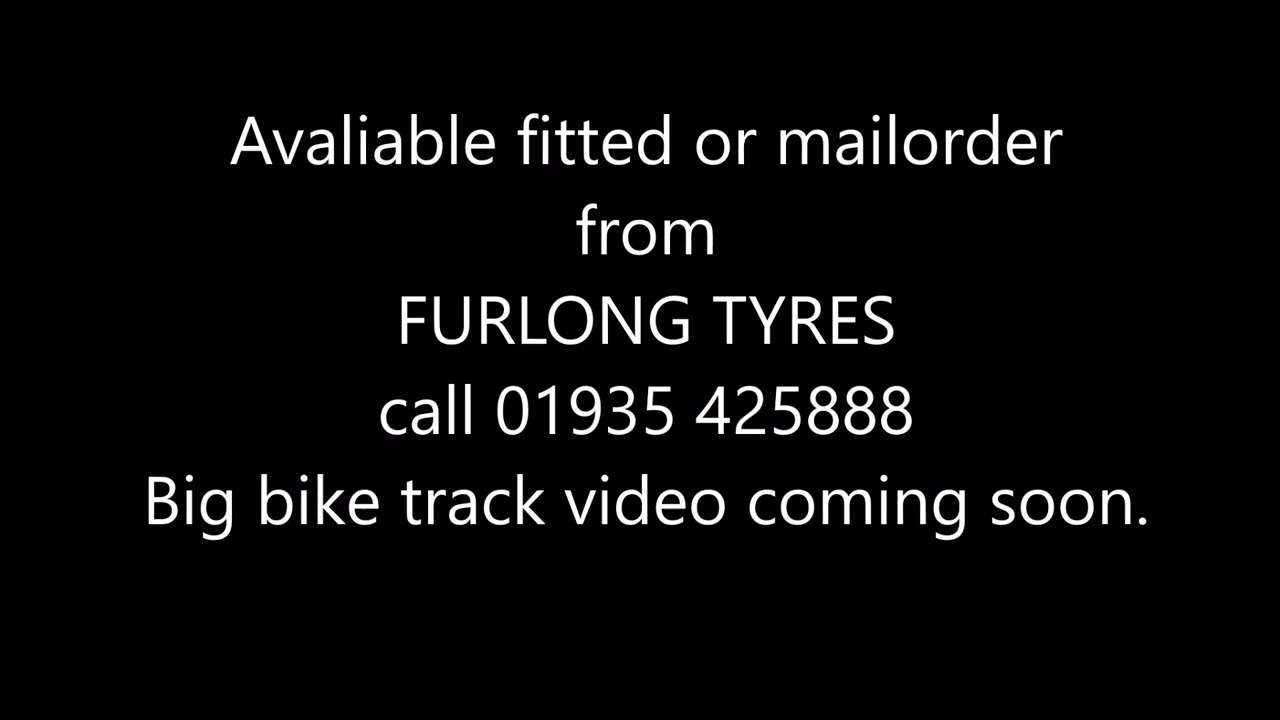 Avaliable fitted or mailorder
from
FURLONG TYRES
call 01935 425888
Big bike track video coming soon.